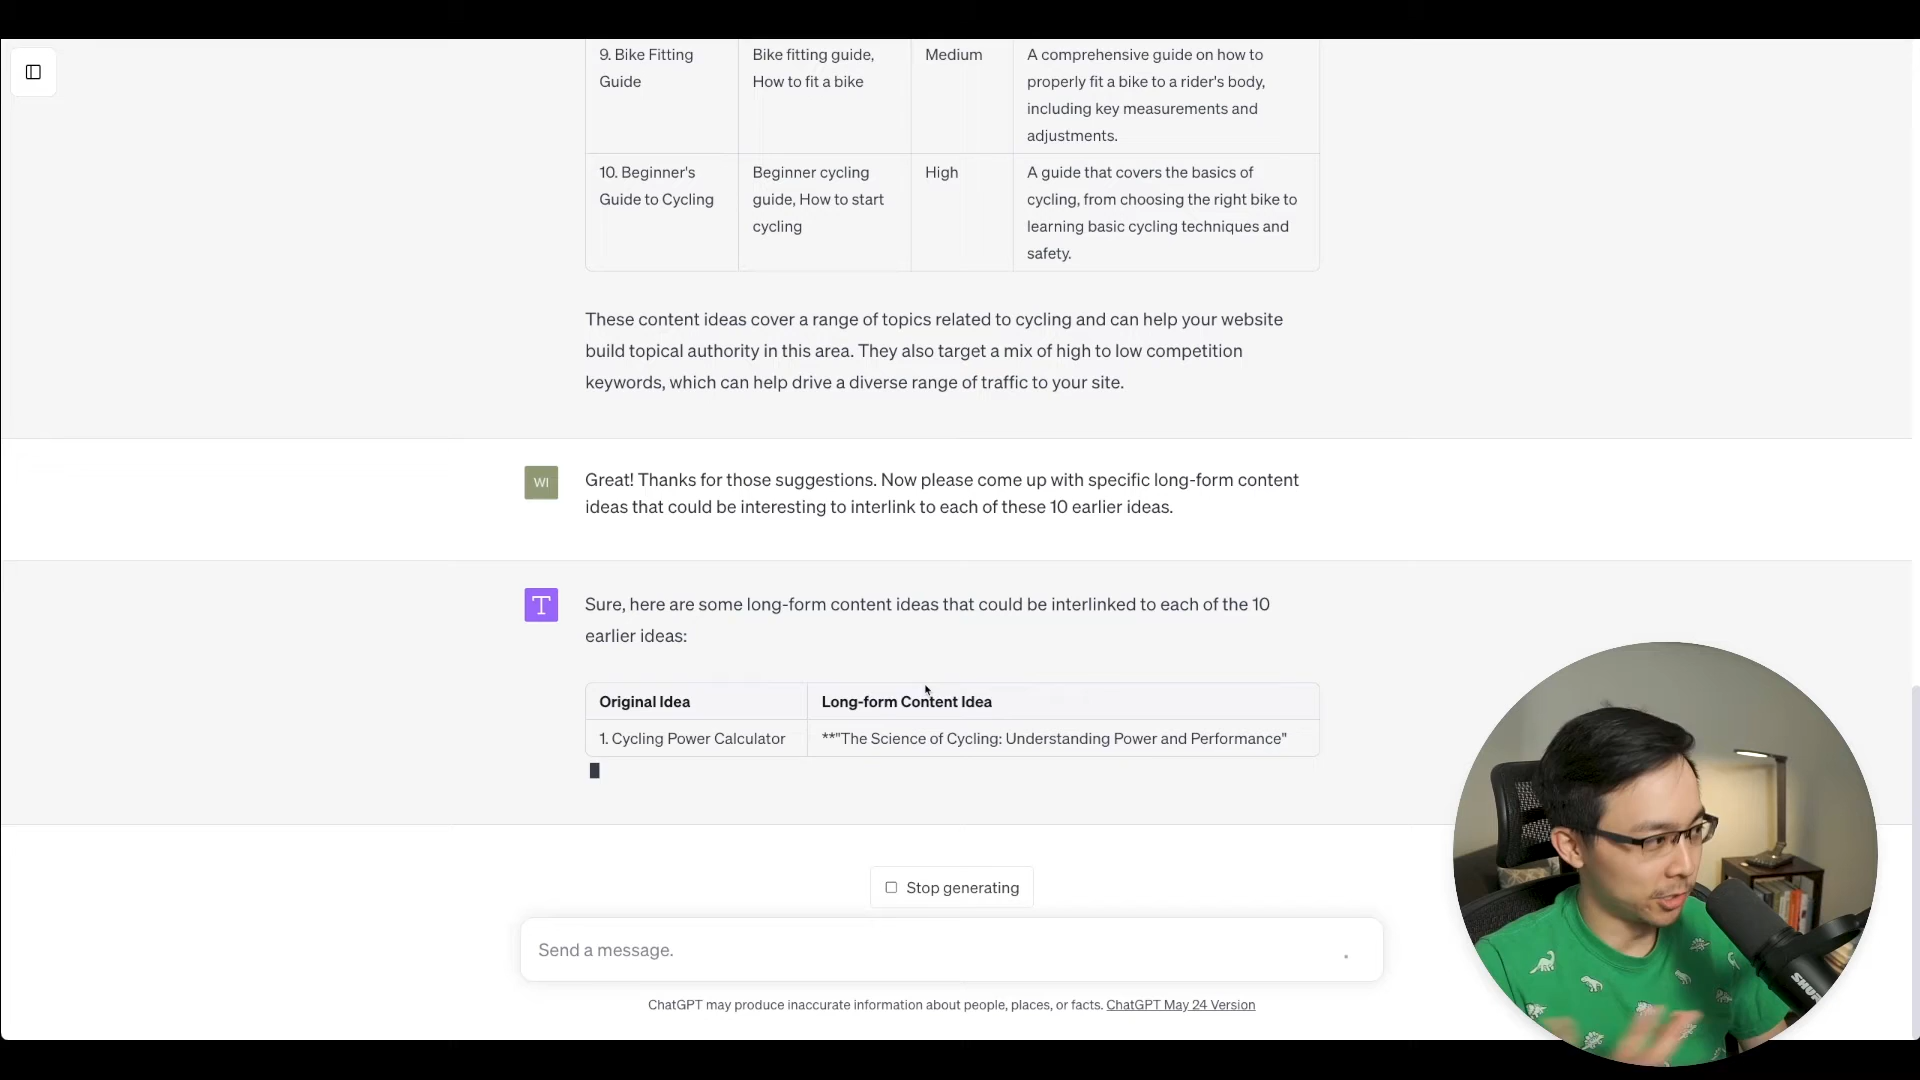 9. Bike Fitting
Guide
Bike fitting guide,
How to fit a bike
Medium
A comprehensive guide on how to
properly fit a bike to a rider's body,
including key measurements and
adjustments.
10. Beginner's
Guide to Cycling
Beginner cycling
guide, How to start
cycling
High
A guide that covers the basics of
cycling, from choosing the right bike to
learning basic cycling techniques and
safety.
These content ideas cover a range of topics related to cycling and can help your website
build topical authority in this area. They also target a mix of high to low competition
keywords, which can help drive a diverse range of traffic to your site.
WI
Great! Thanks for those suggestions. Now please come up with specific long-form content
ideas that could be interesting to interlink to each of these 10 earlier ideas.
T
Sure, here are some long-form content ideas that could be interlinked to each of the 10
earlier ideas:
Original Idea
Long-form Content Idea
1. Cycling Power Calculator
**"The Science of Cycling: Understanding Power and Performance"
Stop generating
Send a message.
ChatGPT may produce inaccurate information about people, places, or facts. ChatGPT May 24 Version
SHURE